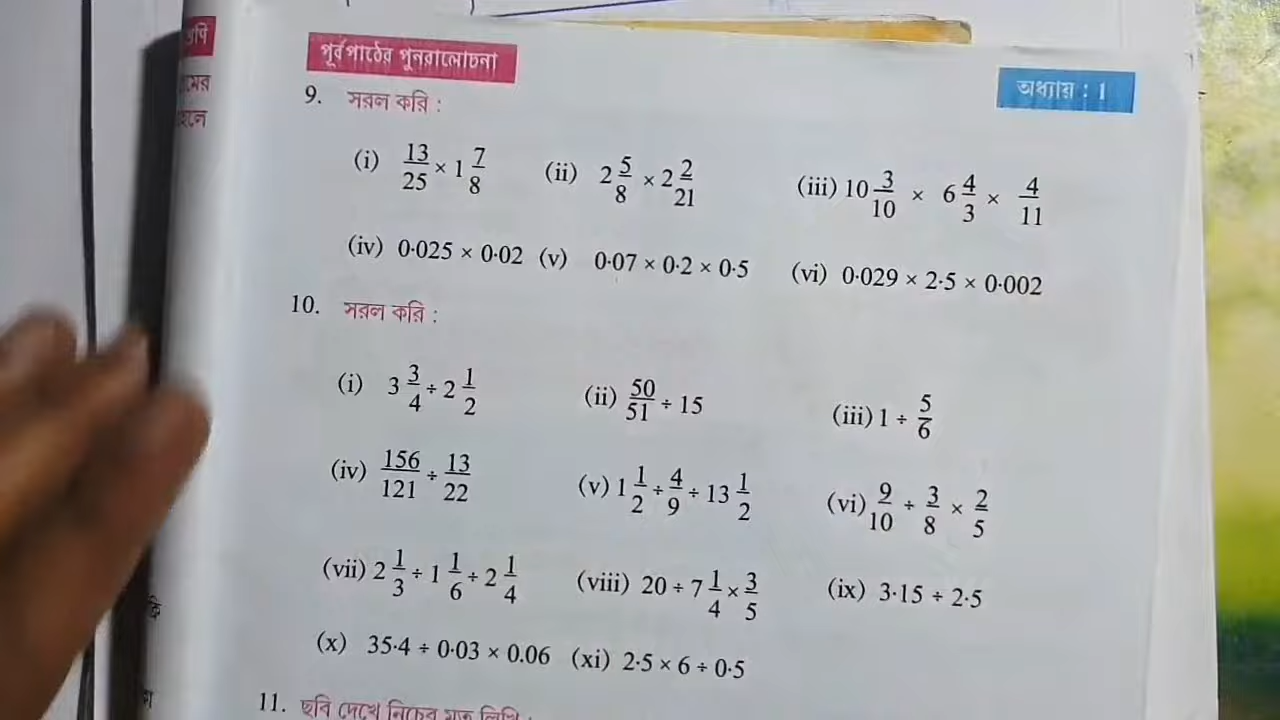 পূর্বপাঠের পুনরালোচনা
অধ্যায় : 1
9. সরল করি :
(i) 13/25 × 1 7/8 (ii) 2 5/8 × 2 2/21 (iii) 10 3/10 × 6 4/3 × 4/11
(iv) 0·025 × 0·02 (v) 0·07 × 0·2 × 0·5 (vi) 0·029 × 2·5 × 0·002
10. সরল করি :
(i) 3 3/4 ÷ 2 1/2 (ii) 50/51 ÷ 15 (iii) 1 ÷ 5/6
(iv) 156/121 ÷ 13/22 (v) 1 1/2 ÷ 4/9 ÷ 13 1/2 (vi) 9/10 ÷ 3/8 × 2/5
(vii) 2 1/3 ÷ 1 1/6 ÷ 2 1/4 (viii) 20 ÷ 7 1/4 × 3/5 (ix) 3·15 ÷ 2·5
(x) 35·4 ÷ 0·03 × 0.06 (xi) 2·5 × 6 ÷ 0·5
11. ছবি দেখে নিচের মত লিখি :